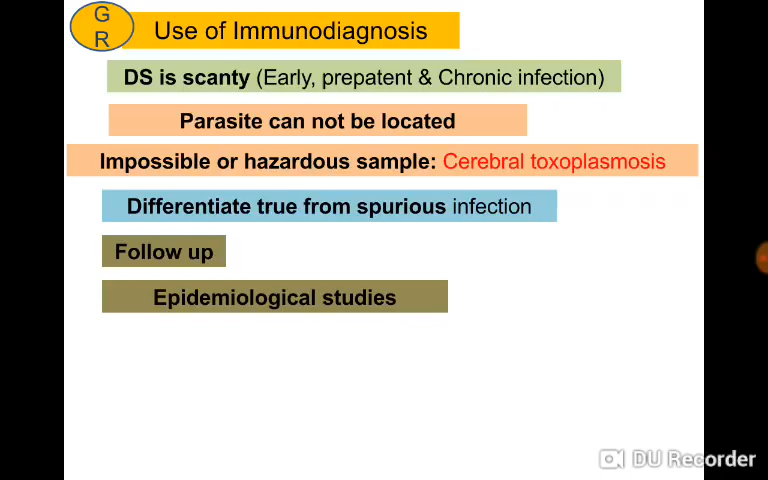 G
R
Use of Immunodiagnosis
DS is scanty (Early, prepatent & Chronic infection)
Parasite can not be located
Impossible or hazardous sample: Cerebral toxoplasmosis
Differentiate true from spurious infection
Follow up
Epidemiological studies
DU Recorder